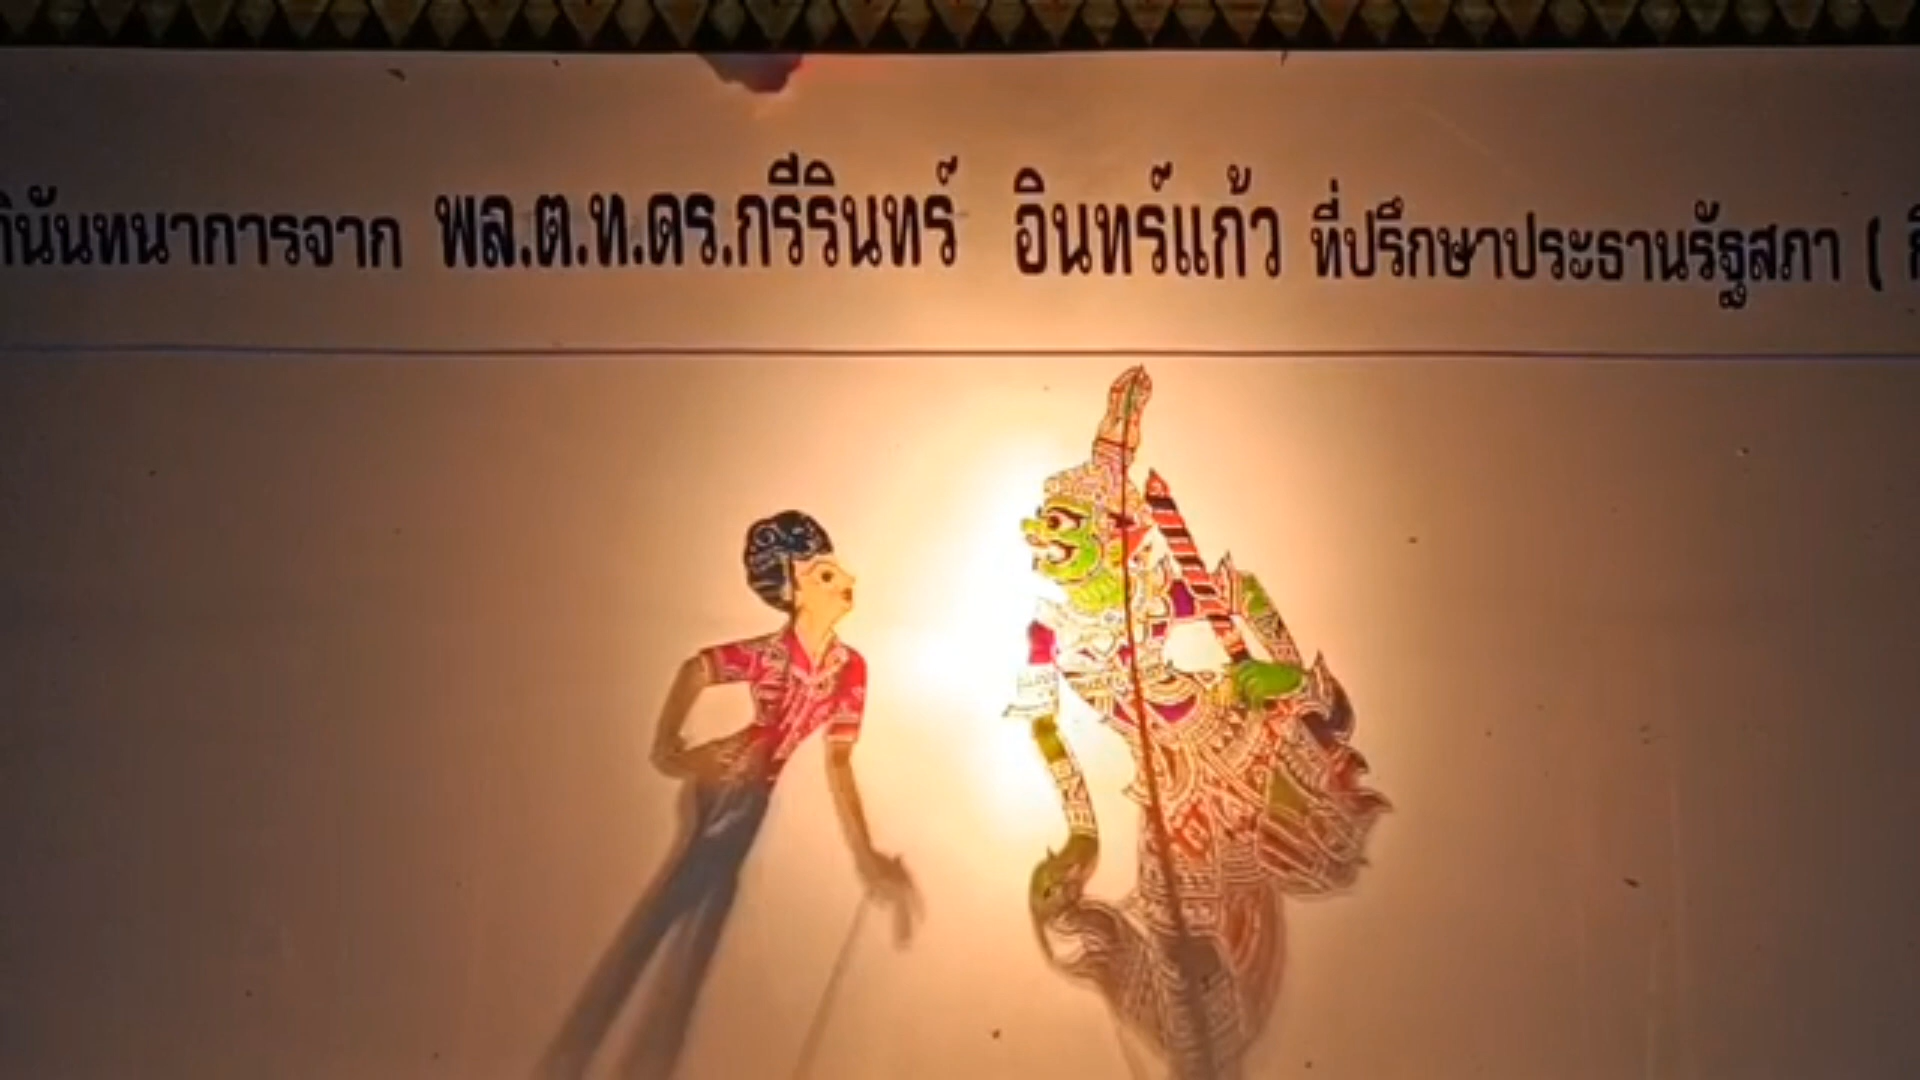 นันทนาการจาก พล.ต.ท.ดร.กรีรินทร์ อินทร์แก้ว ที่ปรึกษาประธานรัฐสภา (